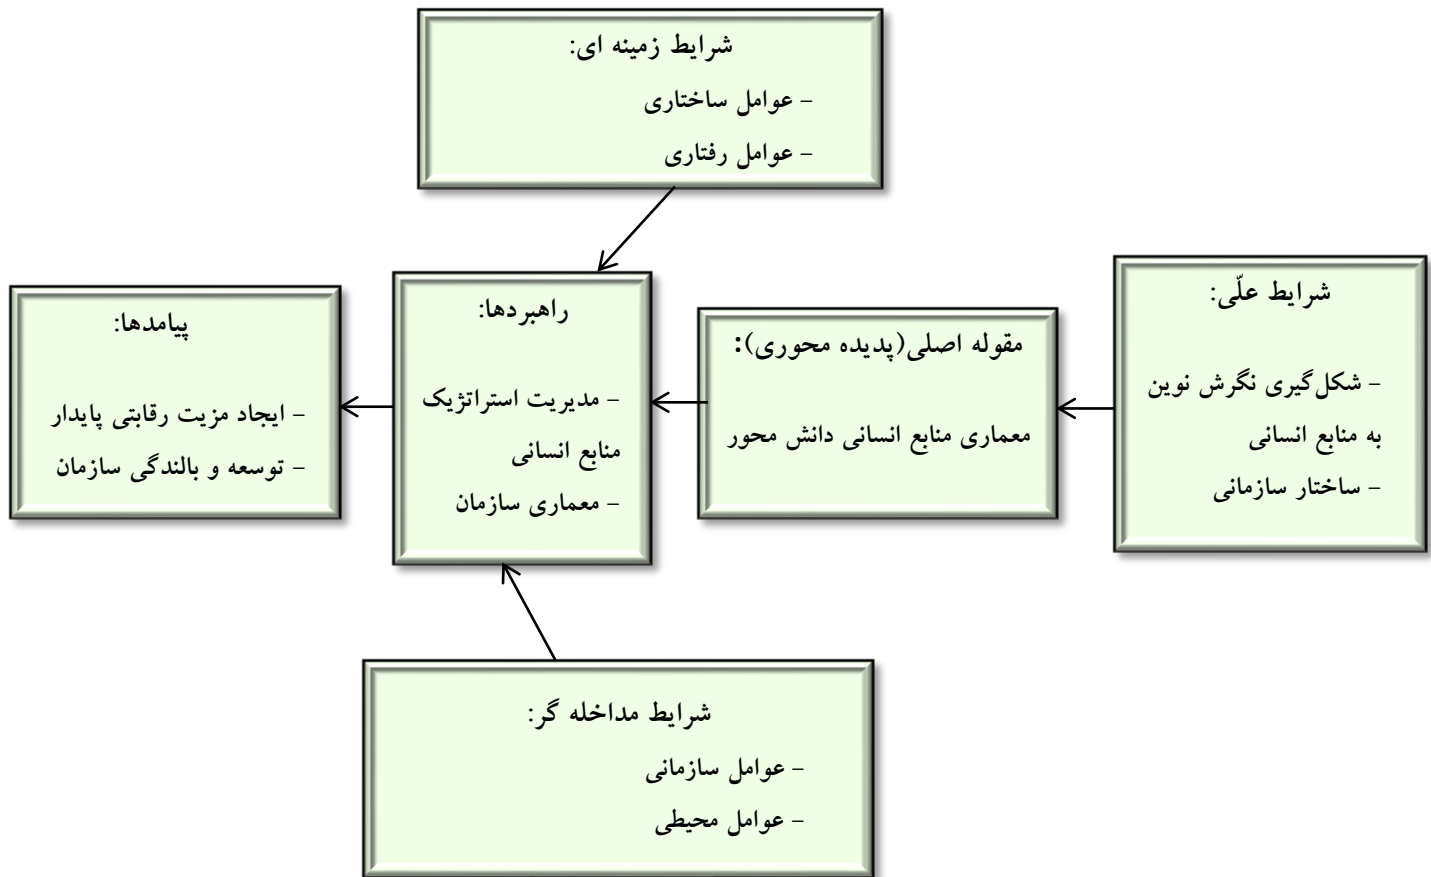 شرایط زمینه ای:
- عوامل ساختاری
- عوامل رفتاری
شرایط علّی:
- شکل‌گیری نگرش نوین
به منابع انسانی
- ساختار سازمانی
مقوله اصلی(پدیده محوری):
معماری منابع انسانی دانش محور
راهبردها:
- مدیریت استراتژیک
منابع انسانی
- معماری سازمان
پیامدها:
- ایجاد مزیت رقابتی پایدار
- توسعه و بالندگی سازمان
شرایط مداخله گر:
- عوامل سازمانی
- عوامل محیطی